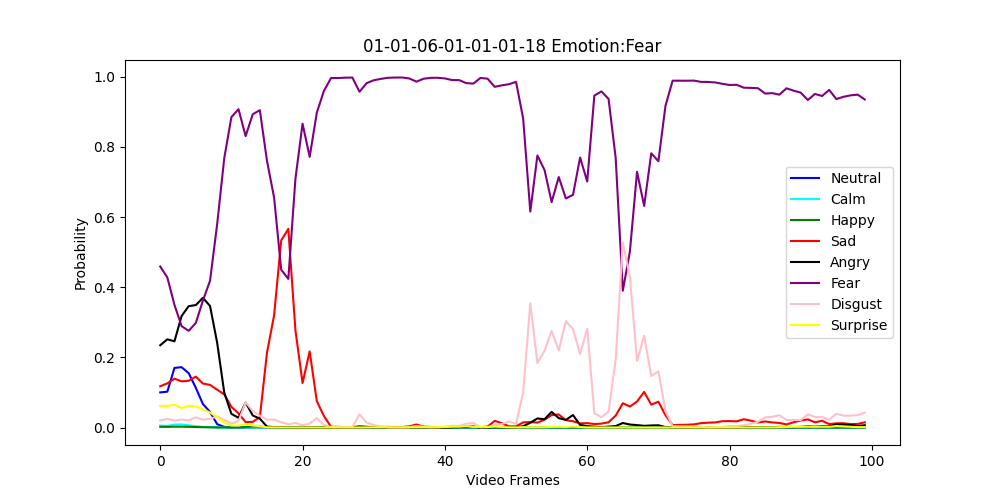 01-01-06-01-01-01-18 Emotion:Fear
Probability
1.0
0.8
0.6
0.4
0.2
0.0
Neutral
Calm
Happy
Sad
Angry
Fear
Disgust
Surprise
0 20 40 60 80 100
Video Frames